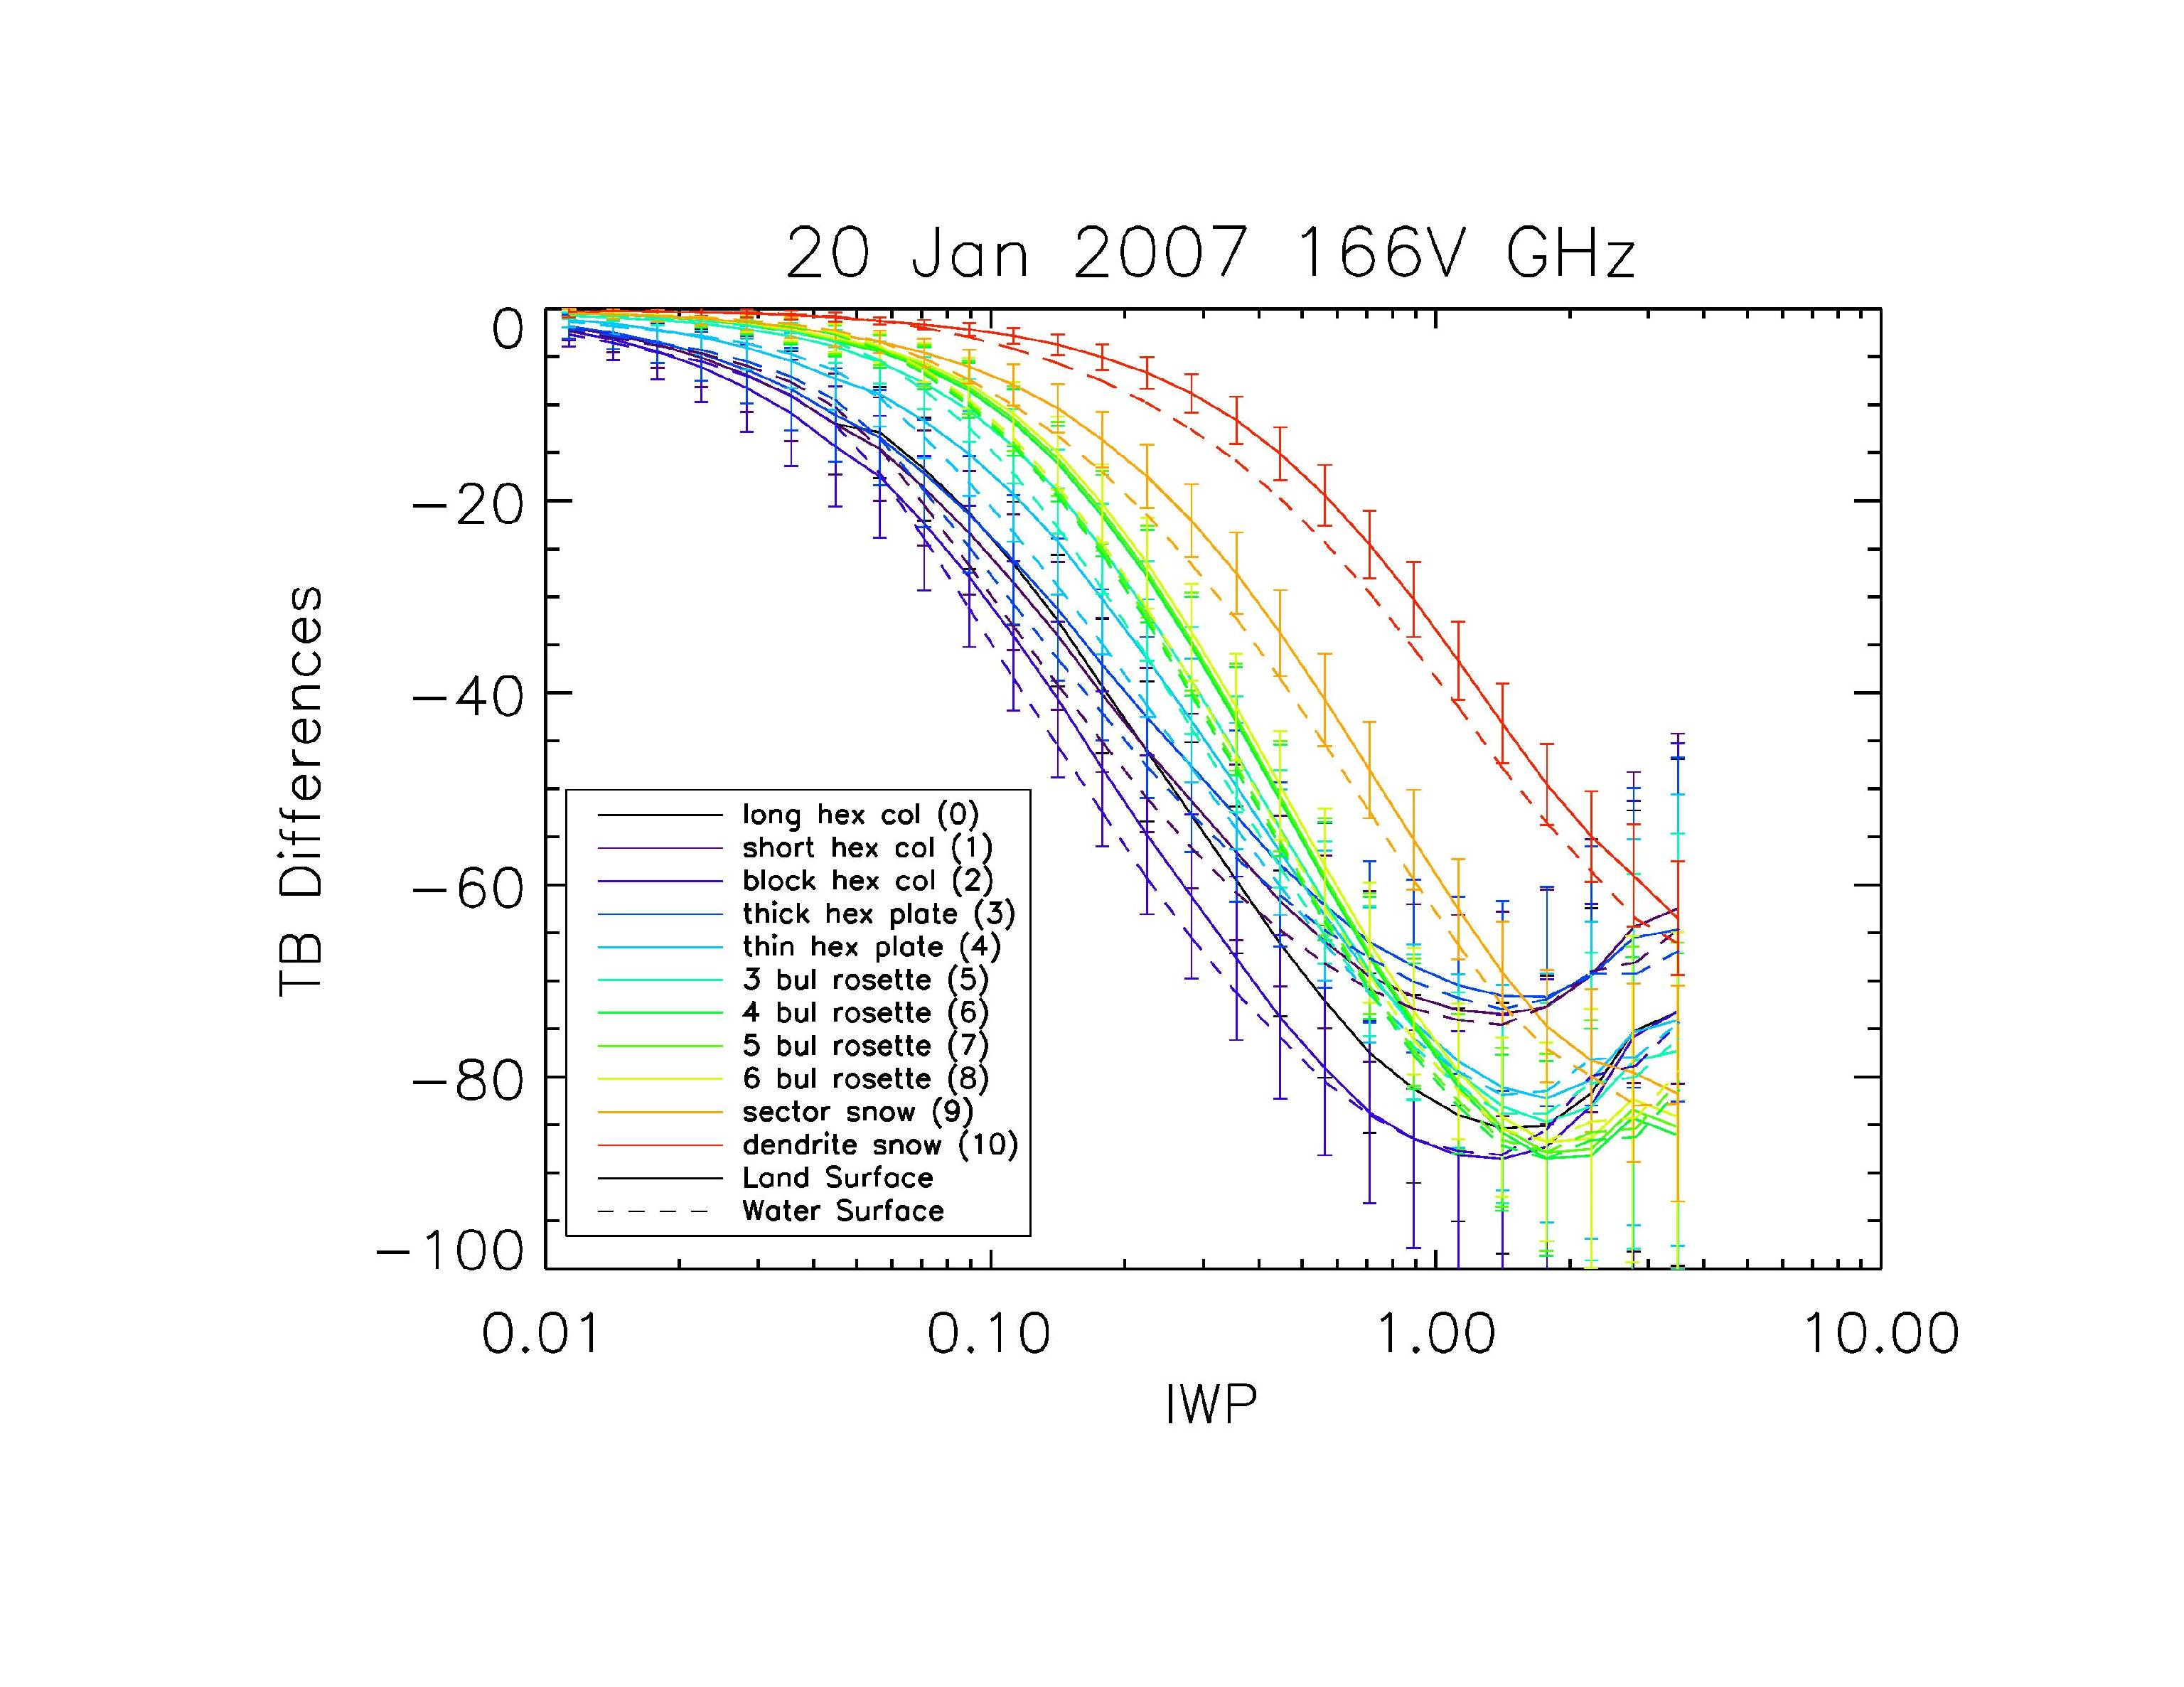 20 Jan 2007 166V GHz
0
−20
−40
−60
−80
−100
TB Differences
long hex col (0)
short hex col (1)
block hex col (2)
thick hex plate (3)
thin hex plate (4)
3 bul rosette (5)
4 bul rosette (6)
5 bul rosette (7)
6 bul rosette (8)
sector snow (9)
dendrite snow (10)
Land Surface
Water Surface
0.01 0.10 1.00 10.00
IWP